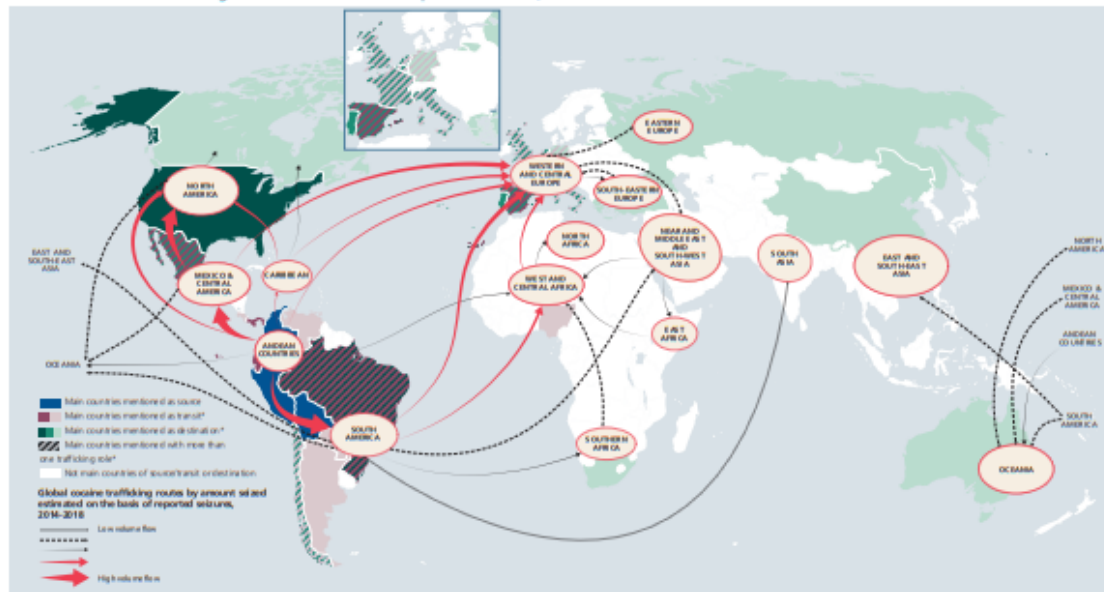 EASTERN
EUROPE
WESTERN
AND CENTRAL
EUROPE
SOUTH-EASTERN
EUROPE
NORTH
AMERICA
NORTH
AFRICA
NEAR AND
MIDDLE EAST
AND
SOUTH-WEST
ASIA
SOUTH
ASIA
EAST AND
SOUTH-EAST
ASIA
NORTH
AMERICA
EAST AND
SOUTH-EAST
ASIA
MEXICO &
CENTRAL
AMERICA
CARIBBEAN
WEST AND
CENTRAL AFRICA
MEXICO &
CENTRAL
AMERICA
EAST
AFRICA
ANDEAN
COUNTRIES
ANDEAN
COUNTRIES
OCEANIA
SOUTH
AMERICA
SOUTHERN
AFRICA
SOUTH
AMERICA
OCEANIA
Main countries mentioned as source
Main countries mentioned as transit*
Main countries mentioned as destination*
Main countries mentioned with more than
one trafficking role*
Not main countries of source/transit or destination
Global cocaine trafficking routes by amount seized
estimated on the basis of reported seizures,
2014–2018
Low volume flow
High volume flow